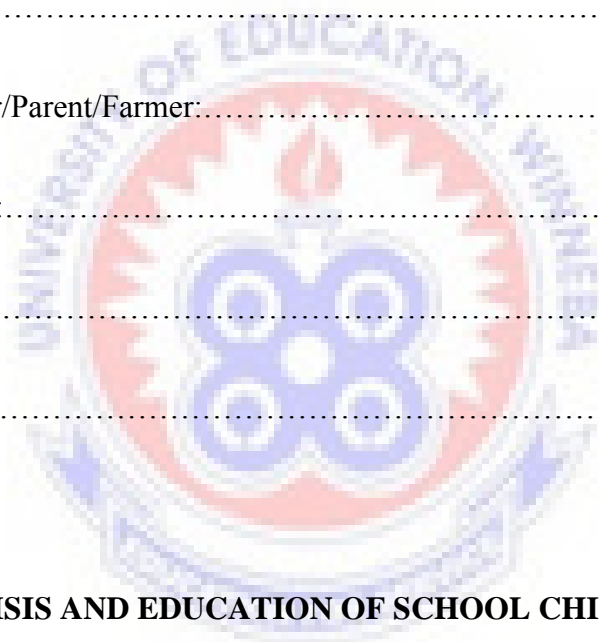 ………………………………………………………
r/Parent/Farmer:………………………………
:………………………………………………………
………………………………………………………
………………………………………………………
UNIVERSITY OF EDUCATION, WINNEBA
ISIS AND EDUCATION OF SCHOOL CHI